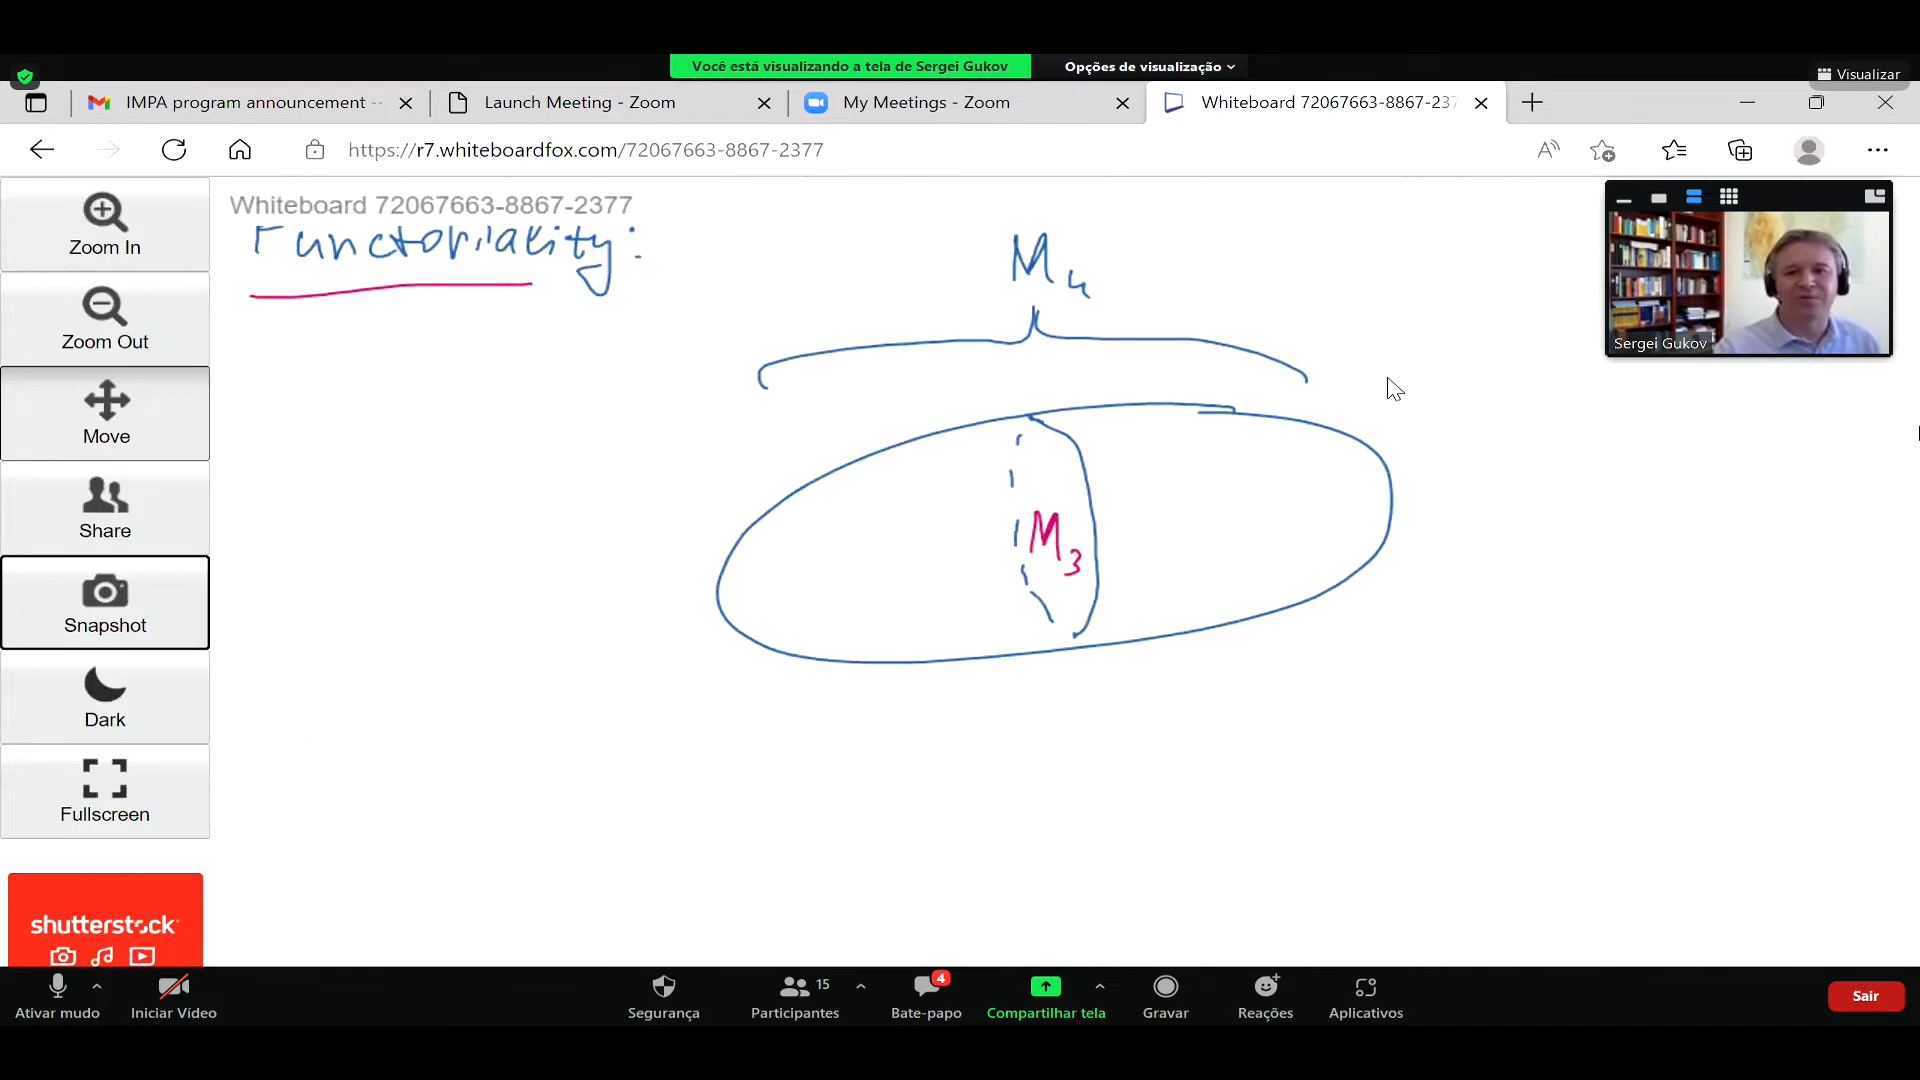 Você está visualizando a tela de Sergei Gukov
Opções de visualização
Visualizar
IMPA program announcement -
Launch Meeting - Zoom
My Meetings - Zoom
Whiteboard 72067663-8867-237
https://r7.whiteboardfox.com/72067663-8867-2377
Zoom In
Whiteboard 72067663-8867-2377
Functoriality:
M4
Sergei Gukov
Zoom Out
Move
Share
M3
Snapshot
Dark
Fullscreen
shutterstock
Ativar mudo
Iniciar Vídeo
Segurança
Participantes
15
Bate-papo
4
Compartilhar tela
Gravar
Reações
Aplicativos
Sair